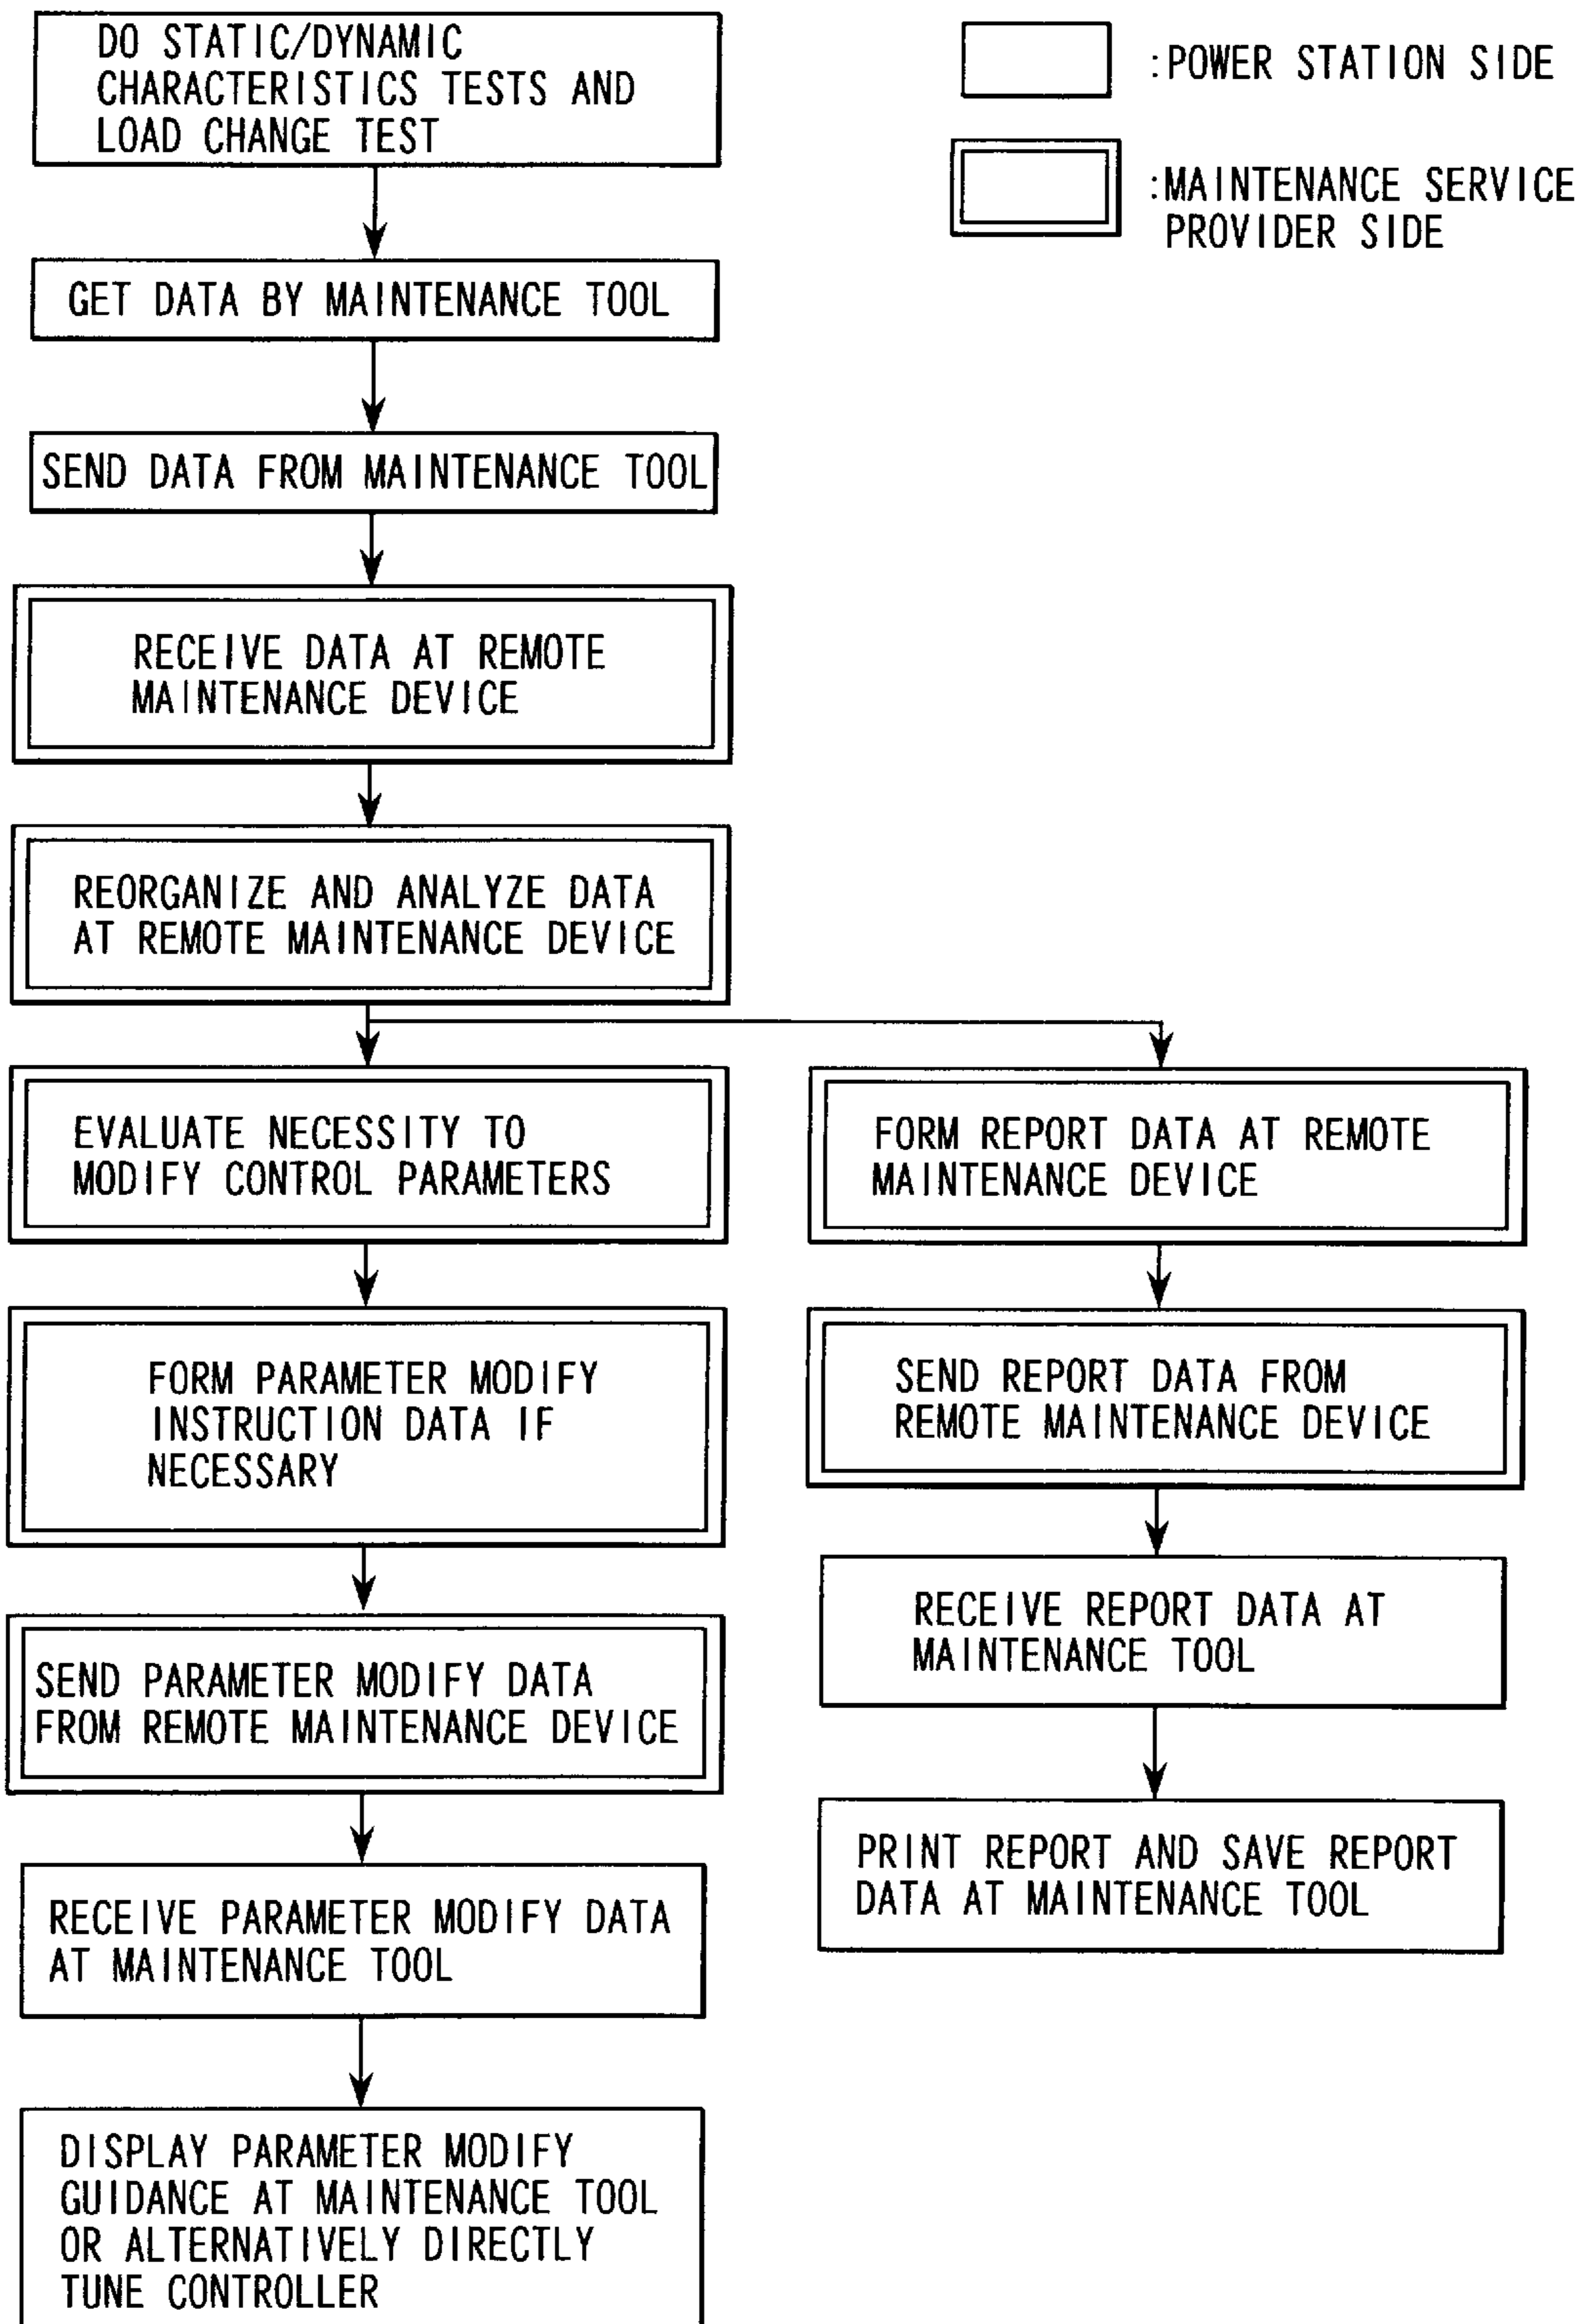 DO STATIC/DYNAMIC
CHARACTERISTICS TESTS AND
LOAD CHANGE TEST
:POWER STATION SIDE
:MAINTENANCE SERVICE
PROVIDER SIDE
GET DATA BY MAINTENANCE TOOL
SEND DATA FROM MAINTENANCE TOOL
RECEIVE DATA AT REMOTE
MAINTENANCE DEVICE
REORGANIZE AND ANALYZE DATA
AT REMOTE MAINTENANCE DEVICE
EVALUATE NECESSITY TO
MODIFY CONTROL PARAMETERS
FORM PARAMETER MODIFY
INSTRUCTION DATA IF
NECESSARY
SEND PARAMETER MODIFY DATA
FROM REMOTE MAINTENANCE DEVICE
RECEIVE PARAMETER MODIFY DATA
AT MAINTENANCE TOOL
DISPLAY PARAMETER MODIFY
GUIDANCE AT MAINTENANCE TOOL
OR ALTERNATIVELY DIRECTLY
TUNE CONTROLLER
FORM REPORT DATA AT REMOTE
MAINTENANCE DEVICE
SEND REPORT DATA FROM
REMOTE MAINTENANCE DEVICE
RECEIVE REPORT DATA AT
MAINTENANCE TOOL
PRINT REPORT AND SAVE REPORT
DATA AT MAINTENANCE TOOL